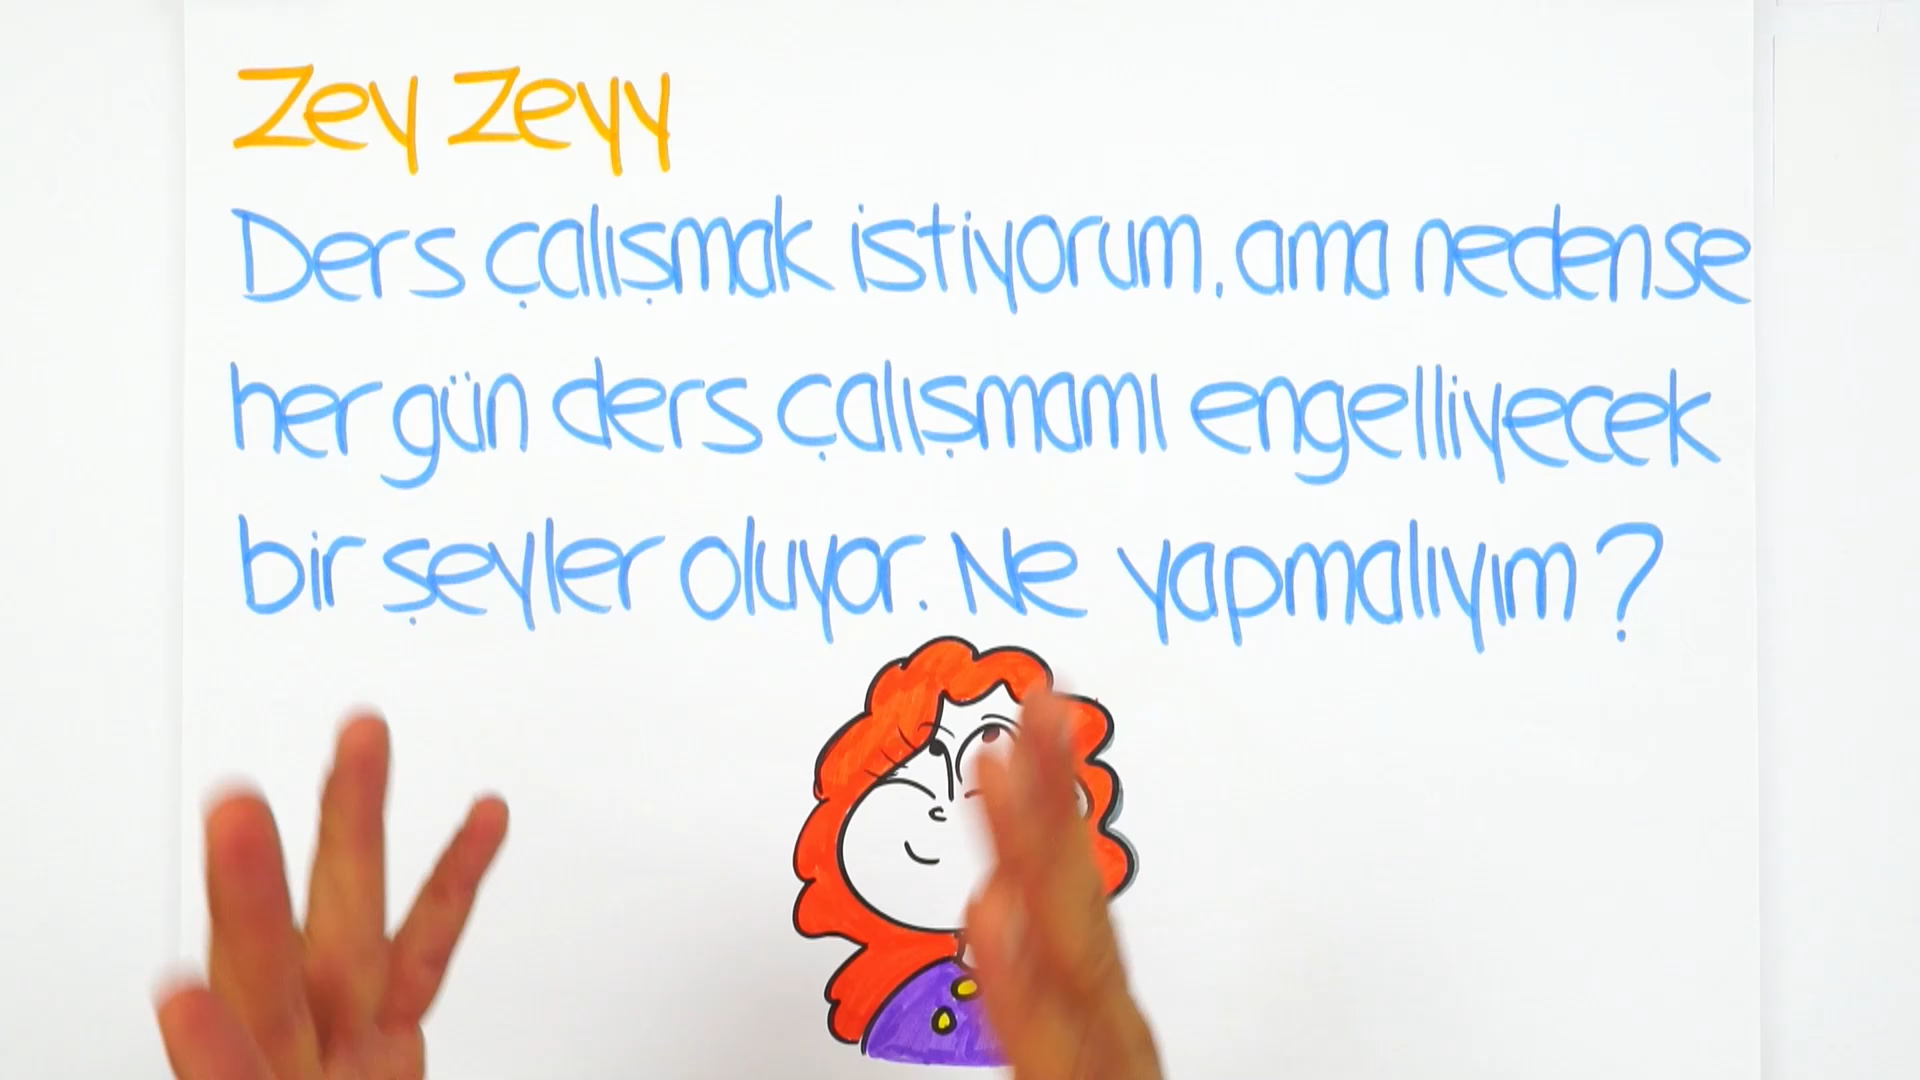 Zey Zeyy
Ders çalışmak istiyorum, ama nedense
her gün ders çalışmamı engelliyecek
bir şeyler oluyor. Ne yapmalıyım?